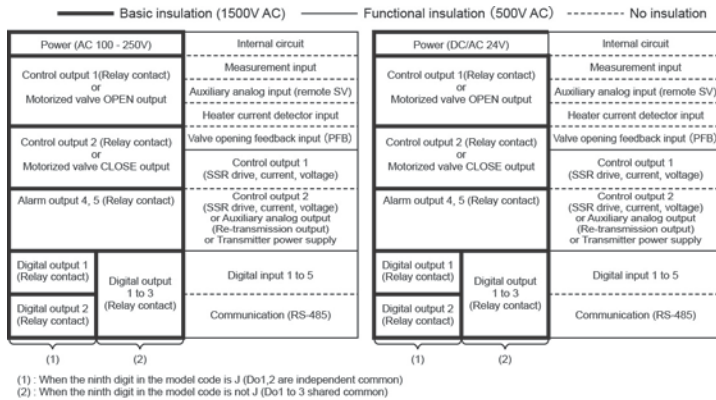 Basic insulation (1500V AC) Functional insulation (500V AC) No insulation
Power (AC 100 - 250V)
Control output 1(Relay contact)
or
Motorized valve OPEN output
Control output 2 (Relay contact)
or
Motorized valve CLOSE output
Alarm output 4, 5 (Relay contact)
Digital output 1
(Relay contact)
Digital output 2
(Relay contact)
Digital output
1 to 3
(Relay contact)
Internal circuit
Measurement input
Auxiliary analog input (remote SV)
Heater current detector input
Valve opening feedback input (PFB)
Control output 1
(SSR drive, current, voltage)
Control output 2
(SSR drive, current, voltage)
or Auxiliary analog output
(Re-transmission output)
or Transmitter power supply
Digital input 1 to 5
Communication (RS-485)
(1) (2)
Power (DC/AC 24V)
Control output 1(Relay contact)
or
Motorized valve OPEN output
Control output 2 (Relay contact)
or
Motorized valve CLOSE output
Alarm output 4, 5 (Relay contact)
Digital output 1
(Relay contact)
Digital output 2
(Relay contact)
Digital output
1 to 3
(Relay contact)
Internal circuit
Measurement input
Auxiliary analog input (remote SV)
Heater current detector input
Valve opening feedback input (PFB)
Control output 1
(SSR drive, current, voltage)
Control output 2
(SSR drive, current, voltage)
or Auxiliary analog output
(Re-transmission output)
or Transmitter power supply
Digital input 1 to 5
Communication (RS-485)
(1) (2)
(1) : When the ninth digit in the model code is J (Do1,2 are independent common)
(2) : When the ninth digit in the model code is not J (Do1 to 3 shared common)